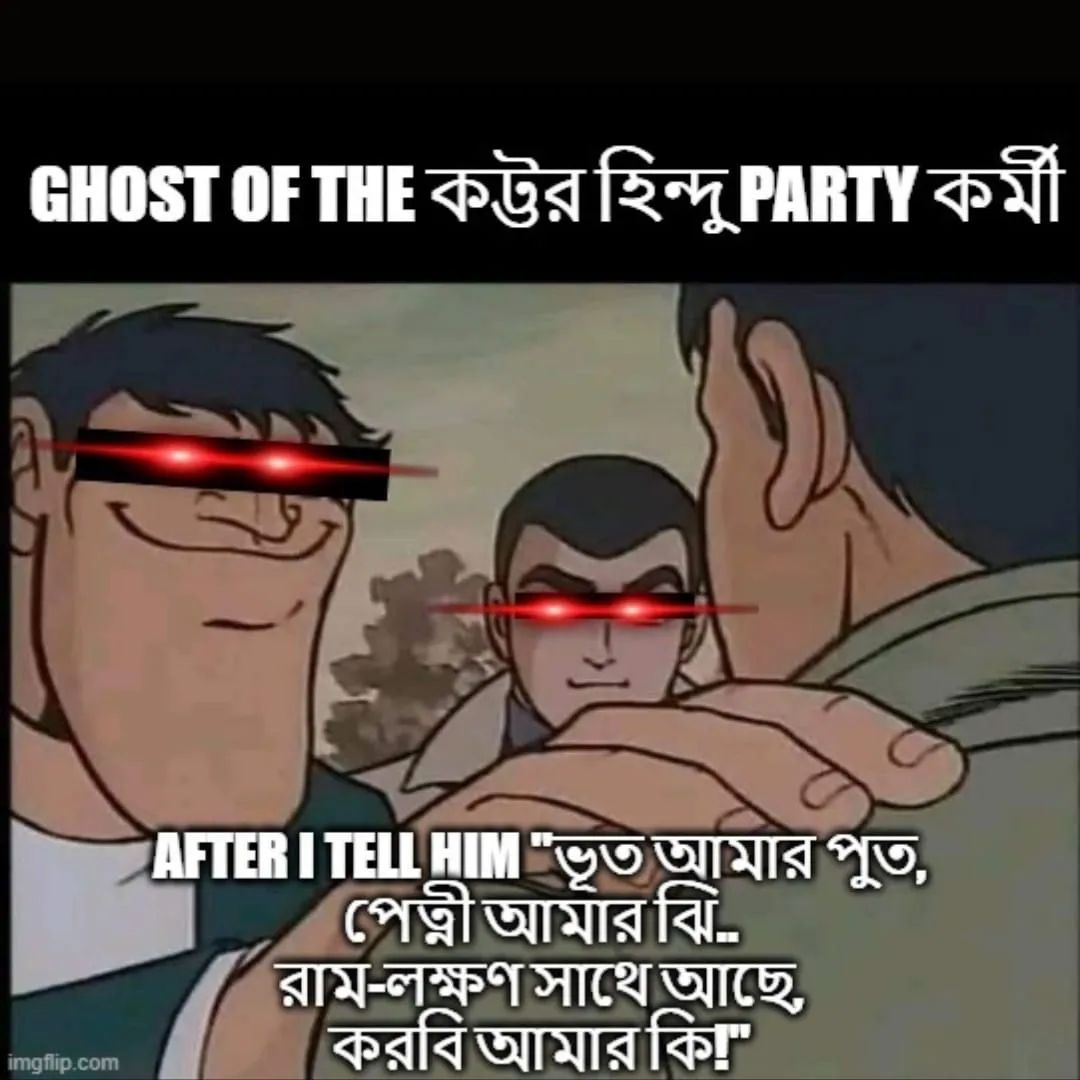 GHOST OF THE কট্টর হিন্দু PARTY কর্মী
AFTER I TELL HIM "ভূত আমার পুত,
পেত্নী আমার ঝি..
রাম-লক্ষণ সাথে আছে,
করবি আমার কি!"
imgflip.com